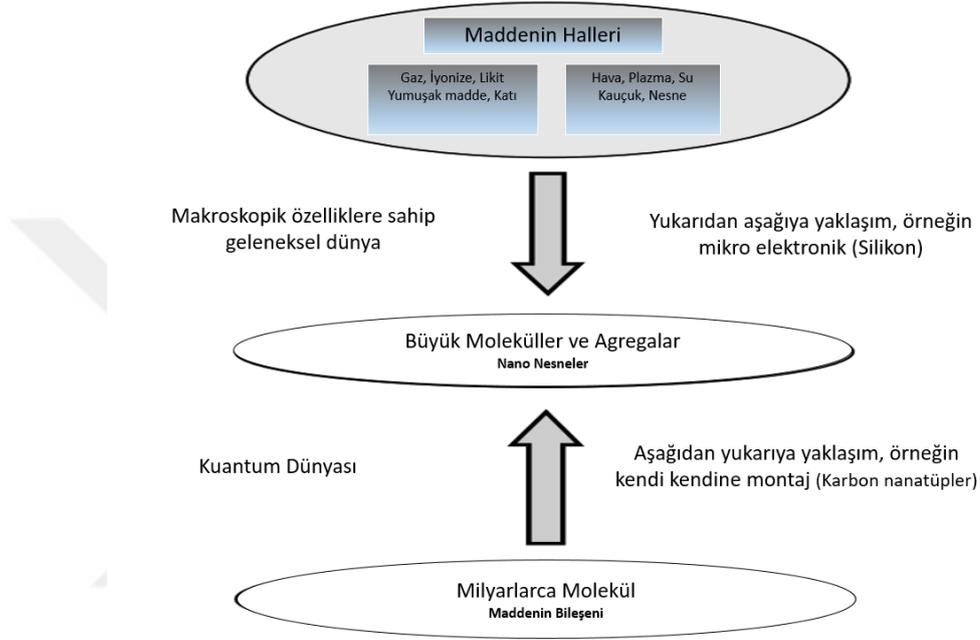 Maddenin Halleri
Gaz, İyonize, Likit
Yumuşak madde, Katı
Hava, Plazma, Su
Kauçuk, Nesne
Makroskopik özelliklere sahip
geleneksel dünya
Yukarıdan aşağıya yaklaşım, örneğin
mikro elektronik (Silikon)
Büyük Moleküller ve Agregalar
Nano Nesneler
Kuantum Dünyası
Aşağıdan yukarıya yaklaşım, örneğin
kendi kendine montaj (Karbon nanatüpler)
Milyarlarca Molekül
Maddenin Bileşeni